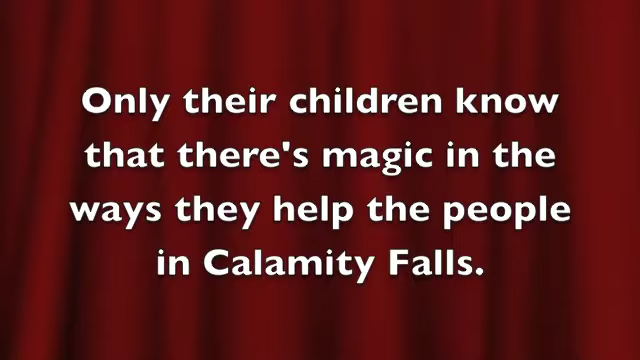 Only their children know
that there's magic in the
ways they help the people
in Calamity Falls.